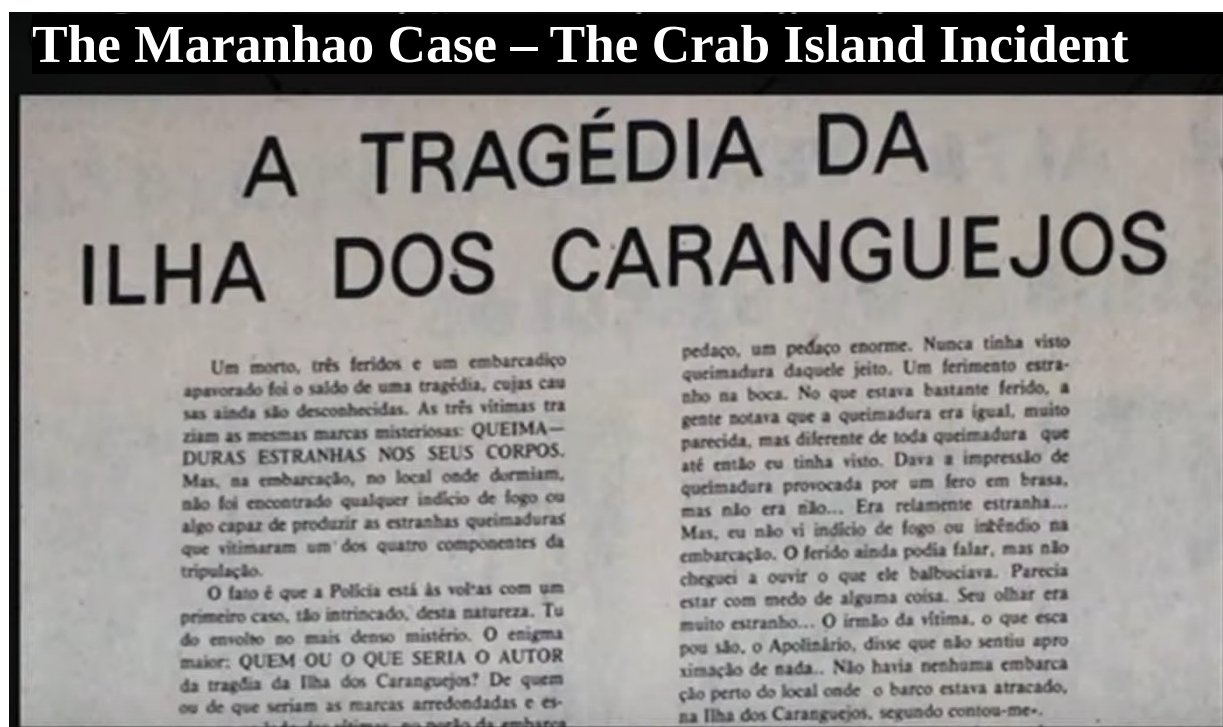 The Maranhao Case – The Crab Island Incident
A TRAGÉDIA DA
ILHA DOS CARANGUEJOS
Um morto, três feridos e um embarcadiço
apavorado foi o saldo de uma tragédia, cujas cau
sas ainda são desconhecidas. As três vítimas tra
ziam as mesmas marcas misteriosas: QUEIMA—
DURAS ESTRANHAS NOS SEUS CORPOS.
Mas, na embarcação, no local onde dormiam,
não foi encontrado qualquer indício de fogo ou
algo capaz de produzir as estranhas queimaduras
que vitimaram um dos quatro componentes da
tripulação.
O fato é que a Polícia está às voltas com um
primeiro caso, tão intrincado, desta natureza. Tu
do envolto no mais denso mistério. O enigma
maior: QUEM OU O QUE SERIA O AUTOR
da tragdia da Ilha dos Caranguejos? De quem
ou de que seriam as marcas arredondadas e es-
das vítimas, no porão da embarca
pedaço, um pedaço enorme. Nunca tinha visto
queimadura daquele jeito. Um ferimento estra-
nho na boca. No que estava bastante ferido, a
gente notava que a queimadura era igual, muito
parecida, mas diferente de toda queimadura que
até então eu tinha visto. Dava a impressão de
queimadura provocada por um fero em brasa,
mas não era não... Era relamente estranha...
Mas, eu não vi indício de fogo ou intêndio na
embarcação. O ferido ainda podia falar, mas não
cheguei a ouvir o que ele balbuciava. Parecia
estar com medo de alguma coisa. Seu olhar era
muito estranho... O irmão da vítima, o que esca
pou são, o Apolinário, disse que não sentiu apro
ximação de nada.. Não havia nenhuma embarca
ção perto do local onde o barco estava atracado,
na Ilha dos Caranguejos, segundo contou-me».